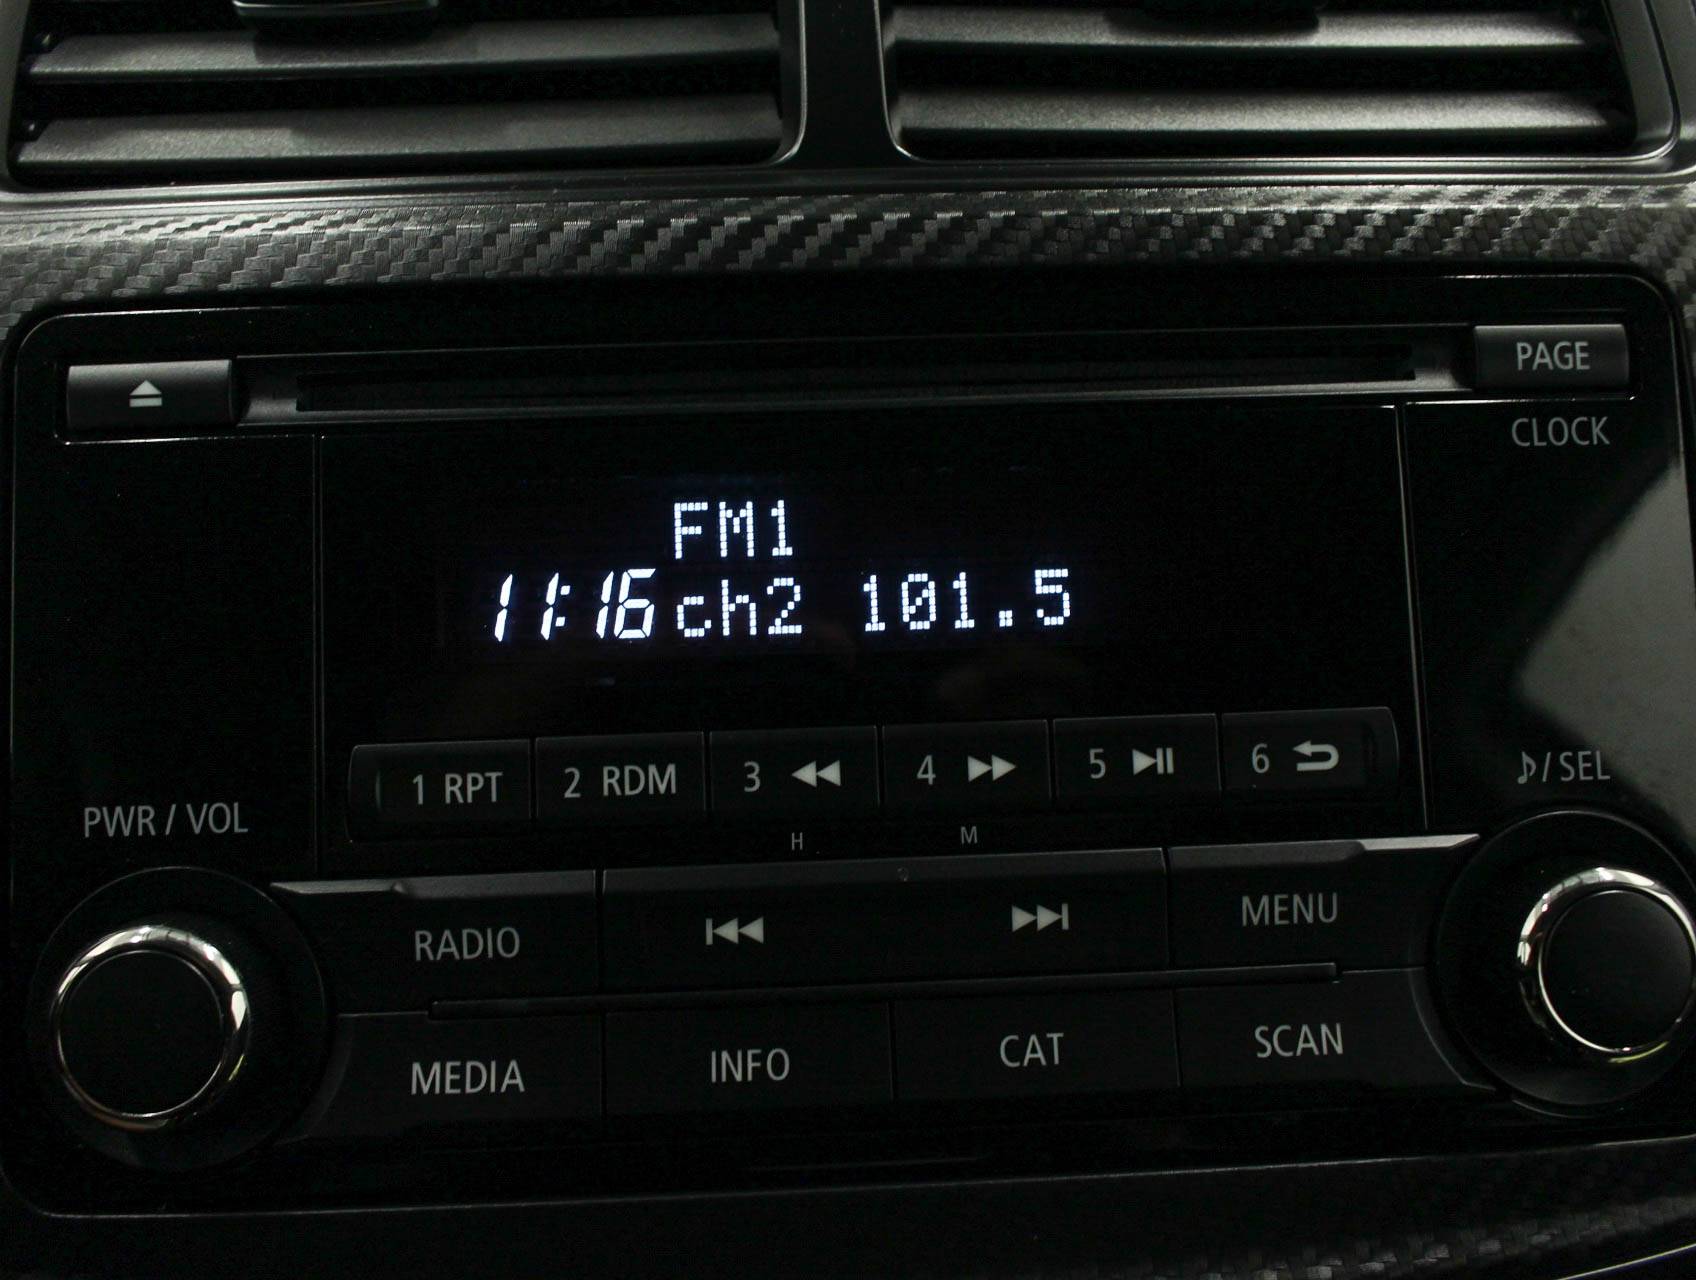 PAGE
CLOCK
FM1
11:16 ch2 101.5
1 RPT 2 RDM 3 4 5 6
♪/SEL
PWR / VOL
H M
RADIO MENU
MEDIA INFO CAT SCAN